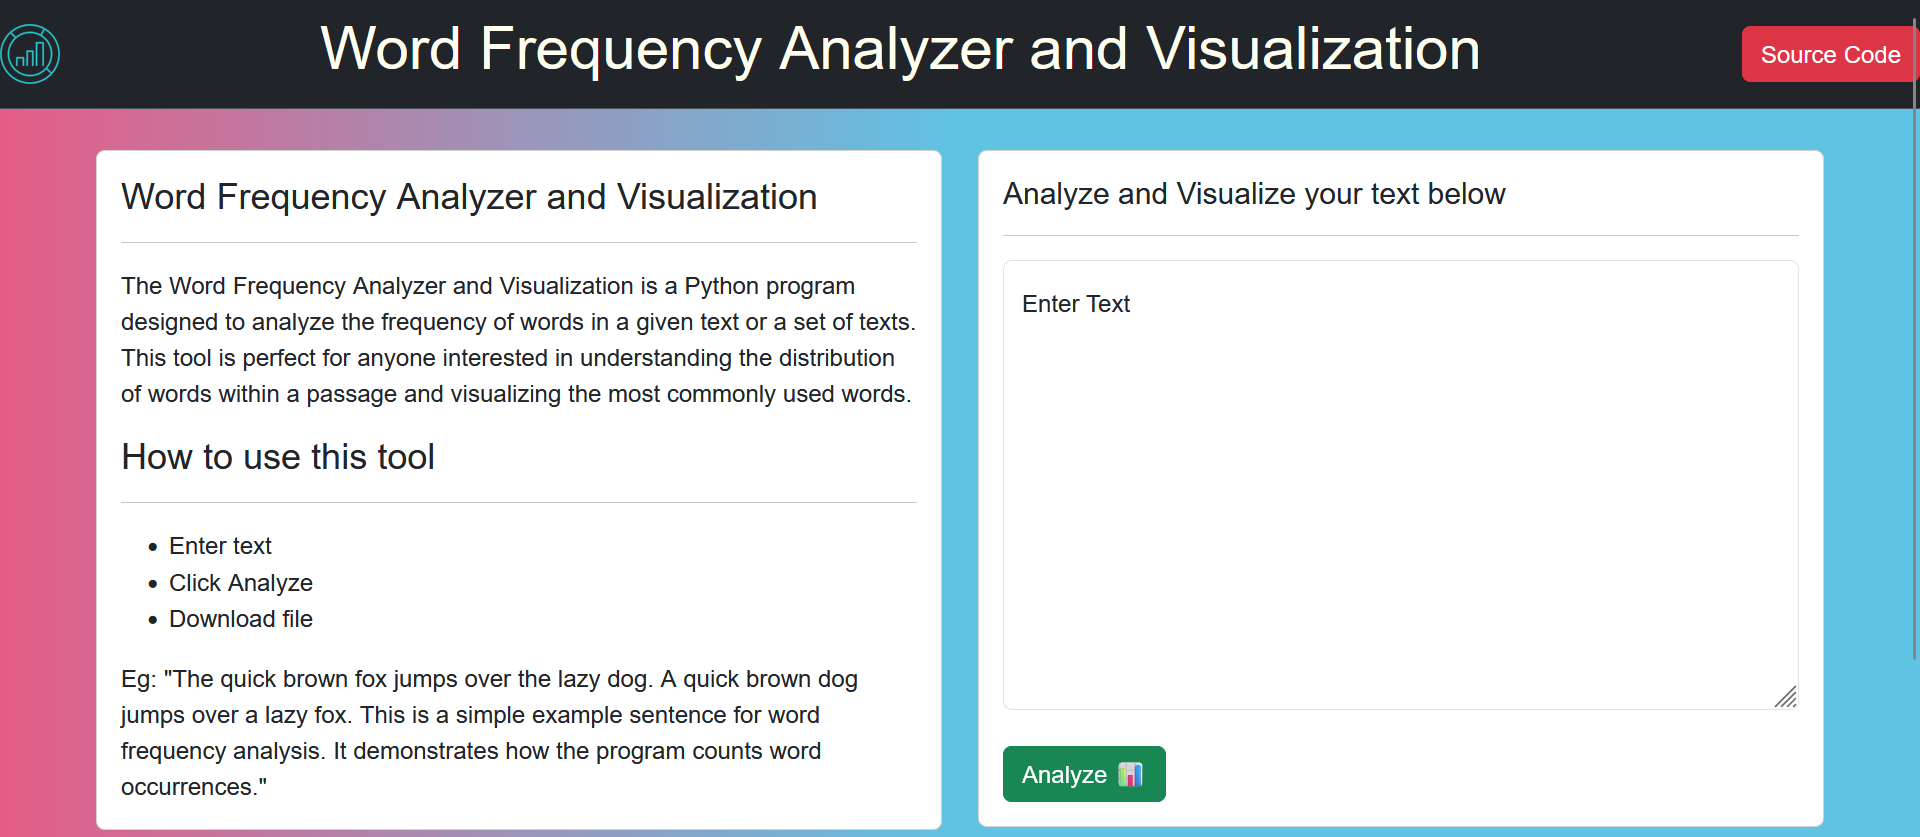 Word Frequency Analyzer and Visualization
Source Code
Word Frequency Analyzer and Visualization
The Word Frequency Analyzer and Visualization is a Python program
designed to analyze the frequency of words in a given text or a set of texts.
This tool is perfect for anyone interested in understanding the distribution
of words within a passage and visualizing the most commonly used words.
How to use this tool
Enter text
Click Analyze
Download file
Eg: "The quick brown fox jumps over the lazy dog. A quick brown dog
jumps over a lazy fox. This is a simple example sentence for word
frequency analysis. It demonstrates how the program counts word
occurrences."
Analyze and Visualize your text below
Enter Text
Analyze